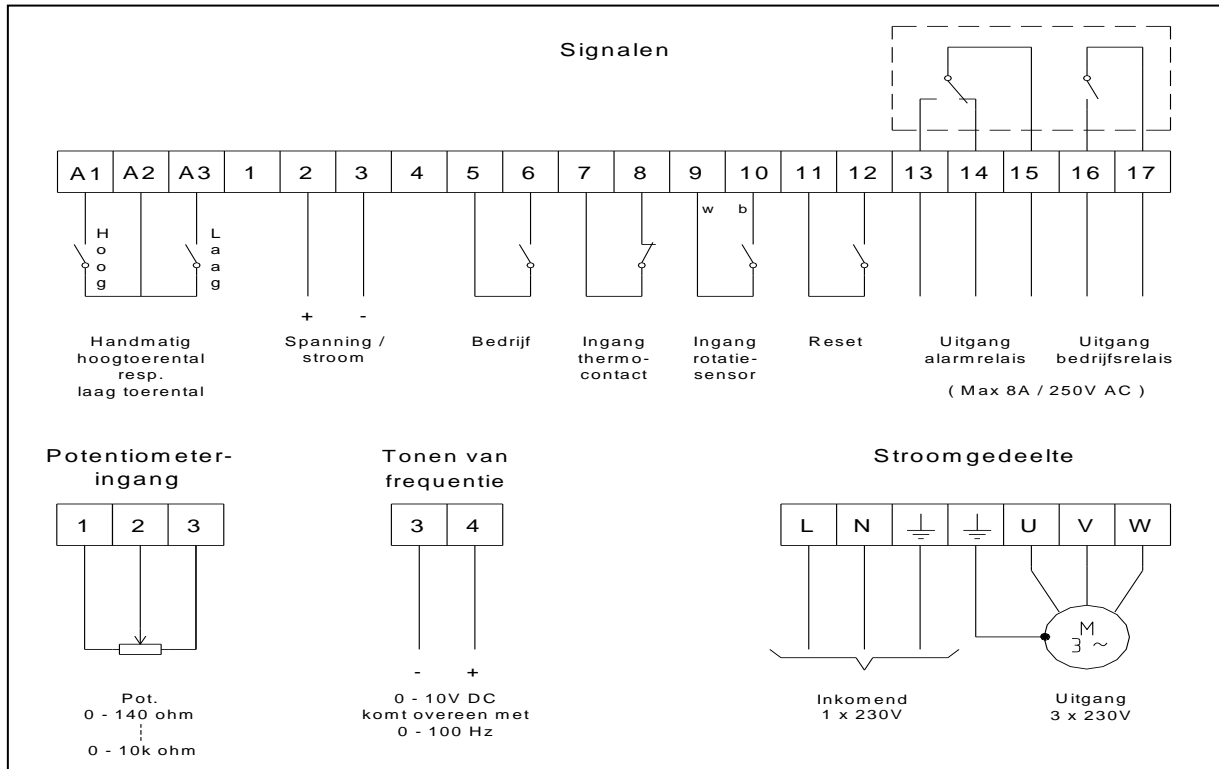 Signalen
A1 A2 A3 1 2 3 4 5 6 7 8 9 10 11 12 13 14 15 16 17
w b
Hoog
Laag
+ -
Handmatig
hoogtoerental
resp.
laag toerental
Spanning /
stroom
Bedrijf
Ingang
thermo-
contact
Ingang
rotatie-
sensor
Reset
Uitgang
alarmrelais
Uitgang
bedrijfsrelais
( Max 8A / 250V AC )
Potentiometer-
ingang
1 2 3
Pot.
0 - 140 ohm
0 - 10k ohm
Tonen van
frequentie
3 4
- +
0 - 10V DC
komt overeen met
0 - 100 Hz
Stroomgedeelte
L N U V W
M
3 ~
Inkomend
1 x 230V
Uitgang
3 x 230V